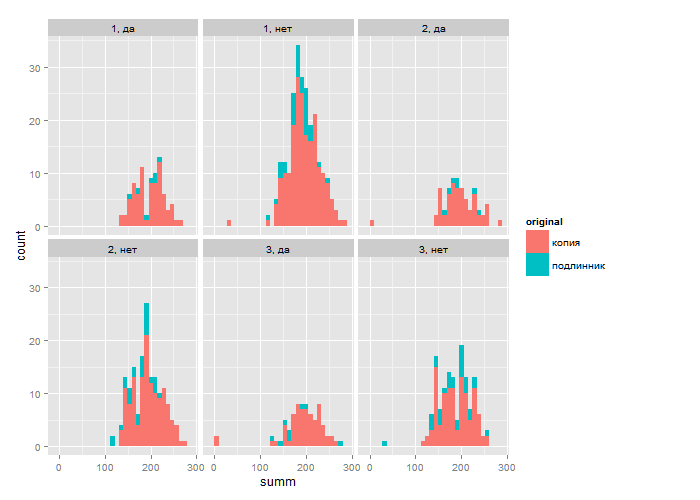 1, да
1, нет
2, да
30
20
10
0
count
2, нет
3, да
3, нет
30
20
10
0
0 100 200 300
0 100 200 300
0 100 200 300
summ
original
копия
подлинник